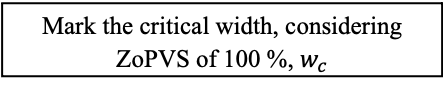 Mark the critical width, considering
ZoPVS of 100 %, w_c